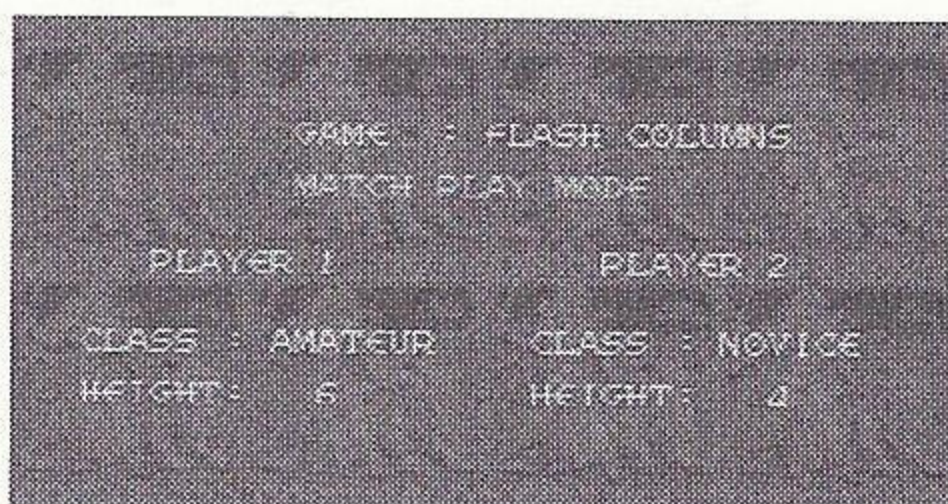 GAME : FLASH COLUMNS
MATCH PLAY MODE
PLAYER 1 PLAYER 2
CLASS : AMATEUR CLASS : NOVICE
HEIGHT: 6 HEIGHT: 4